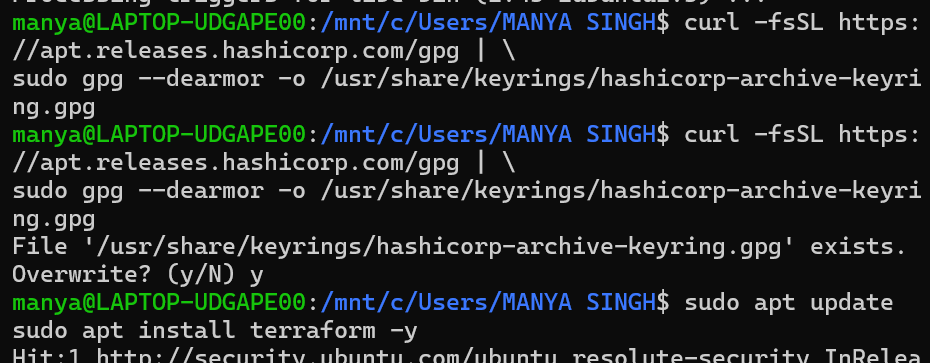 manya@LAPTOP-UDGAPE00:/mnt/c/Users/MANYA SINGH$ curl -fsSL https:
//apt.releases.hashicorp.com/gpg | \
sudo gpg --dearmor -o /usr/share/keyrings/hashicorp-archive-keyri
ng.gpg
manya@LAPTOP-UDGAPE00:/mnt/c/Users/MANYA SINGH$ curl -fsSL https:
//apt.releases.hashicorp.com/gpg | \
sudo gpg --dearmor -o /usr/share/keyrings/hashicorp-archive-keyri
ng.gpg
File '/usr/share/keyrings/hashicorp-archive-keyring.gpg' exists.
Overwrite? (y/N) y
manya@LAPTOP-UDGAPE00:/mnt/c/Users/MANYA SINGH$ sudo apt update
sudo apt install terraform -y
Hit:1 http://security.ubuntu.com/ubuntu resolute-security InRelea